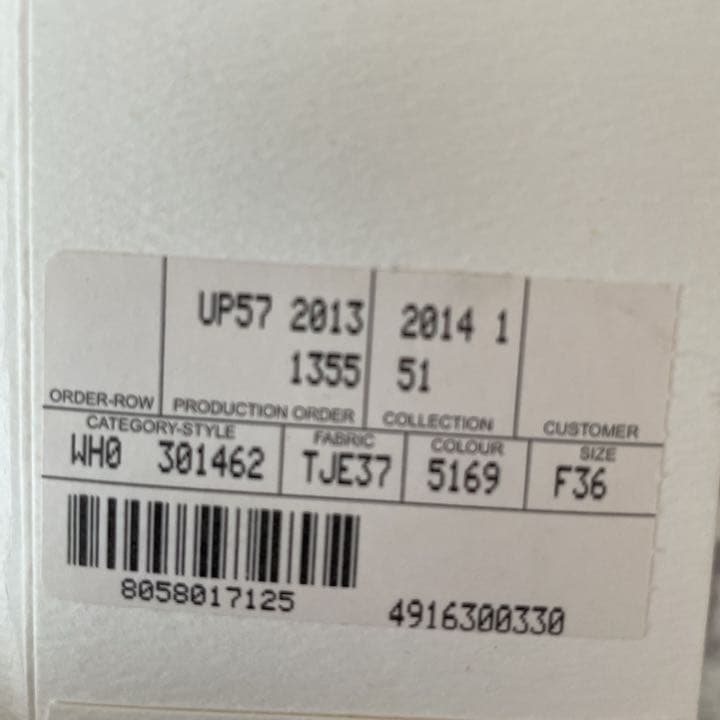 UP57 2013 2014 1
1355 51
ORDER-ROW PRODUCTION ORDER COLLECTION CUSTOMER
CATEGORY-STYLE FABRIC COLOUR SIZE
WH0 301462 TJE37 5169 F36
8058017125 4916300330